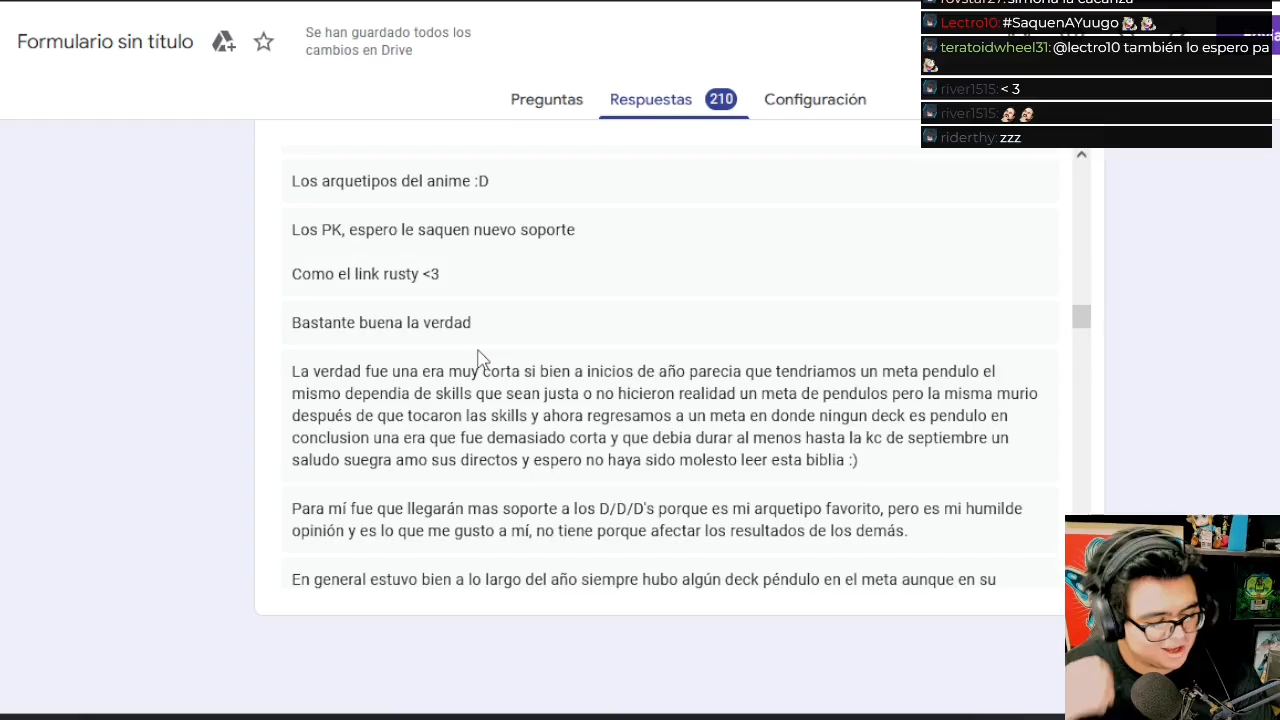 Formulario sin título
Se han guardado todos los
cambios en Drive
Preguntas
Respuestas 210
Configuración
Lectro10: #SaquenAYuugo
teratoidwheel31: @lectro10 también lo espero pa
river1515: < 3
river1515:
riderthy: zzz
Los arquetipos del anime :D
Los PK, espero le saquen nuevo soporte
Como el link rusty <3
Bastante buena la verdad
La verdad fue una era muy corta si bien a inicios de año parecia que tendriamos un meta pendulo el
mismo dependia de skills que sean justa o no hicieron realidad un meta de pendulos pero la misma murio
después de que tocaron las skills y ahora regresamos a un meta en donde ningun deck es pendulo en
conclusion una era que fue demasiado corta y que debia durar al menos hasta la kc de septiembre un
saludo suegra amo sus directos y espero no haya sido molesto leer esta biblia :)
Para mí fue que llegarán mas soporte a los D/D/D's porque es mi arquetipo favorito, pero es mi humilde
opinión y es lo que me gusto a mí, no tiene porque afectar los resultados de los demás.
En general estuvo bien a lo largo del año siempre hubo algún deck péndulo en el meta aunque en su